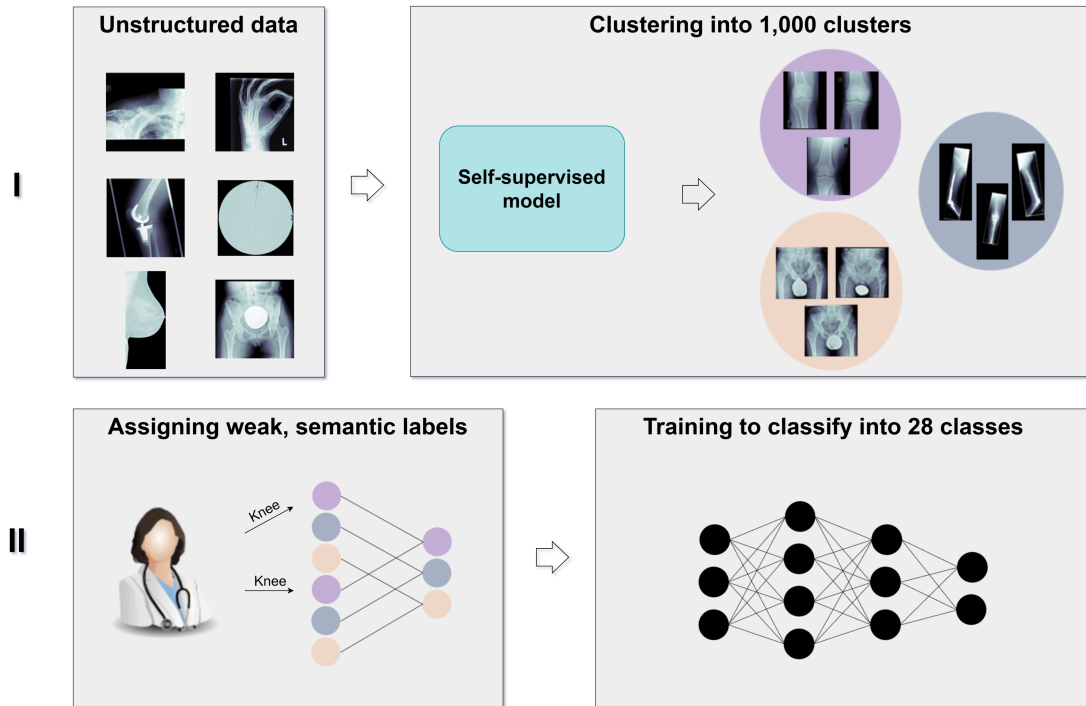 Unstructured data
Clustering into 1,000 clusters
I
L
Self-supervised
model
Assigning weak, semantic labels
Training to classify into 28 classes
II
Knee
Knee